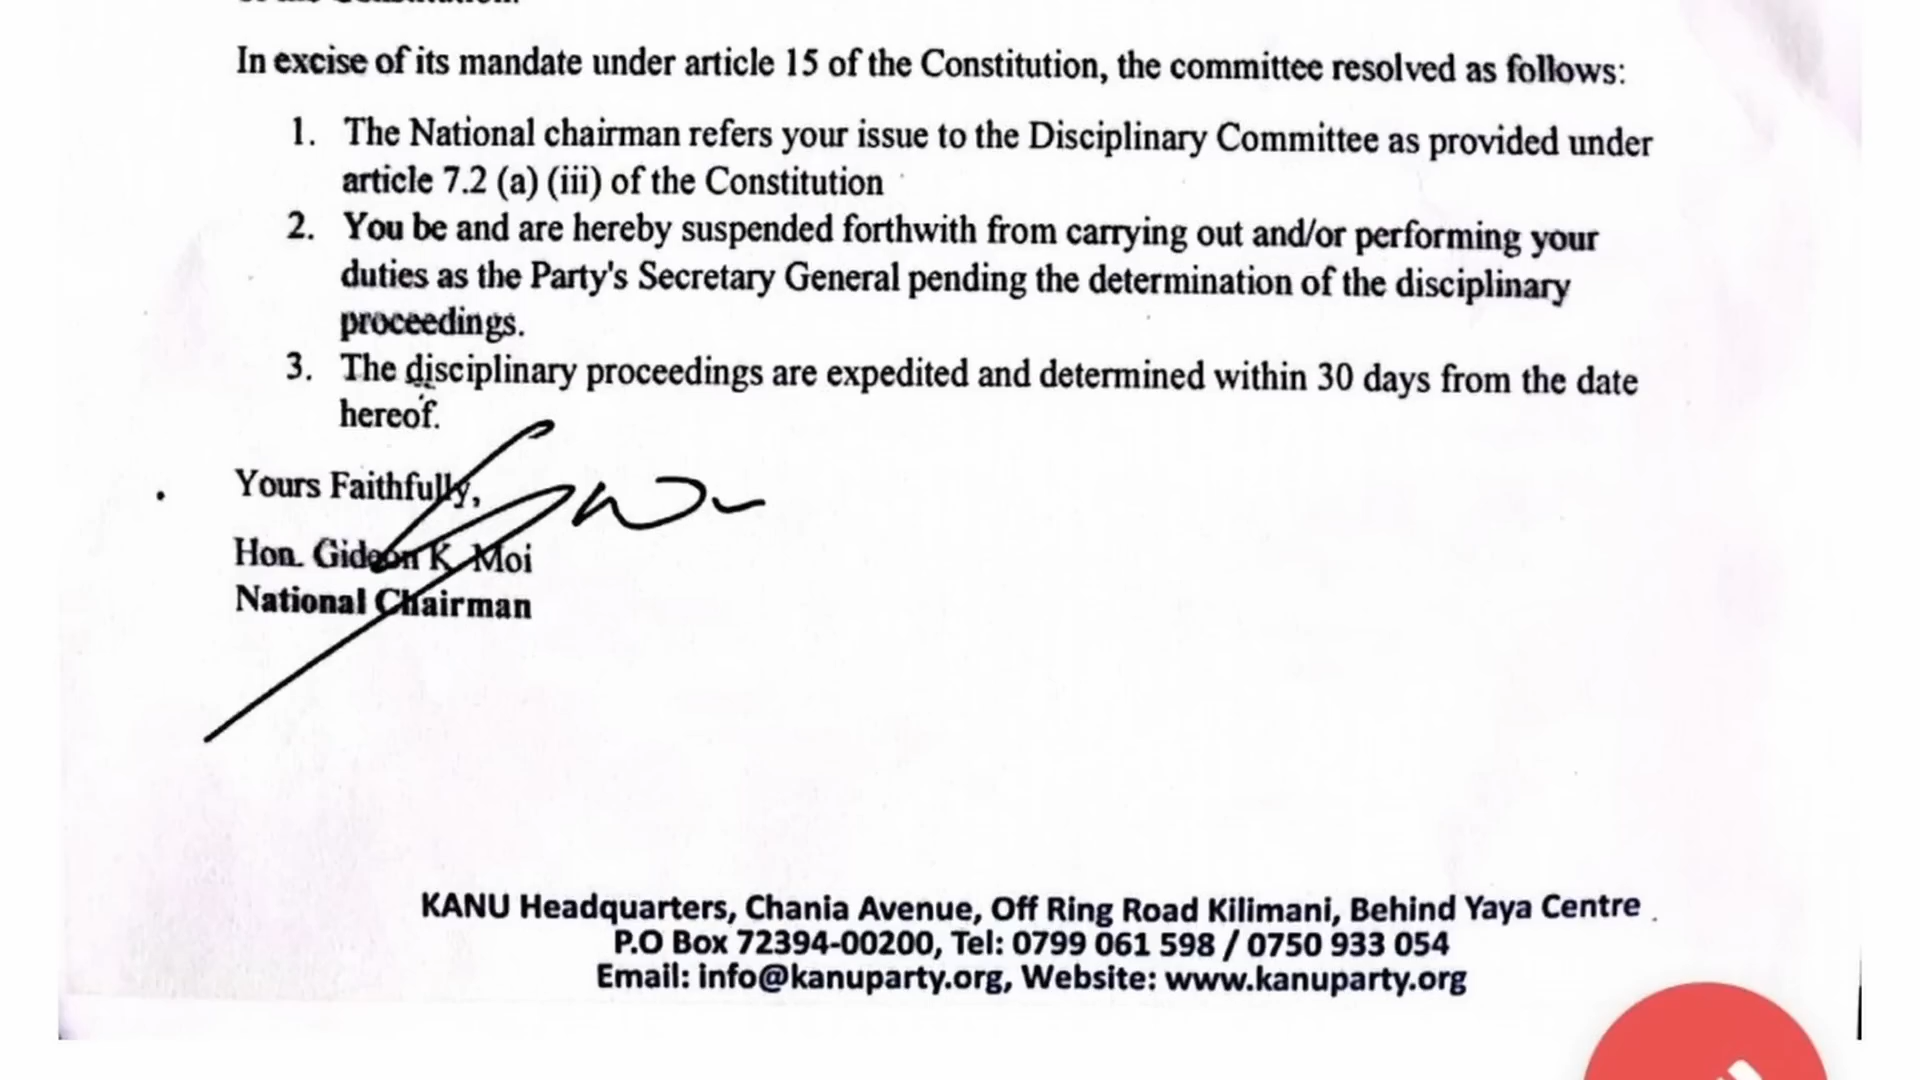 In excise of its mandate under article 15 of the Constitution, the committee resolved as follows:
1. The National chairman refers your issue to the Disciplinary Committee as provided under
article 7.2 (a) (iii) of the Constitution
2. You be and are hereby suspended forthwith from carrying out and/or performing your
duties as the Party's Secretary General pending the determination of the disciplinary
proceedings.
3. The disciplinary proceedings are expedited and determined within 30 days from the date
hereof.
Yours Faithfully,
Hon. Gideon K. Moi
National Chairman
KANU Headquarters, Chania Avenue, Off Ring Road Kilimani, Behind Yaya Centre
P.O Box 72394-00200, Tel: 0799 061 598 / 0750 933 054
Email: info@kanuparty.org, Website: www.kanuparty.org